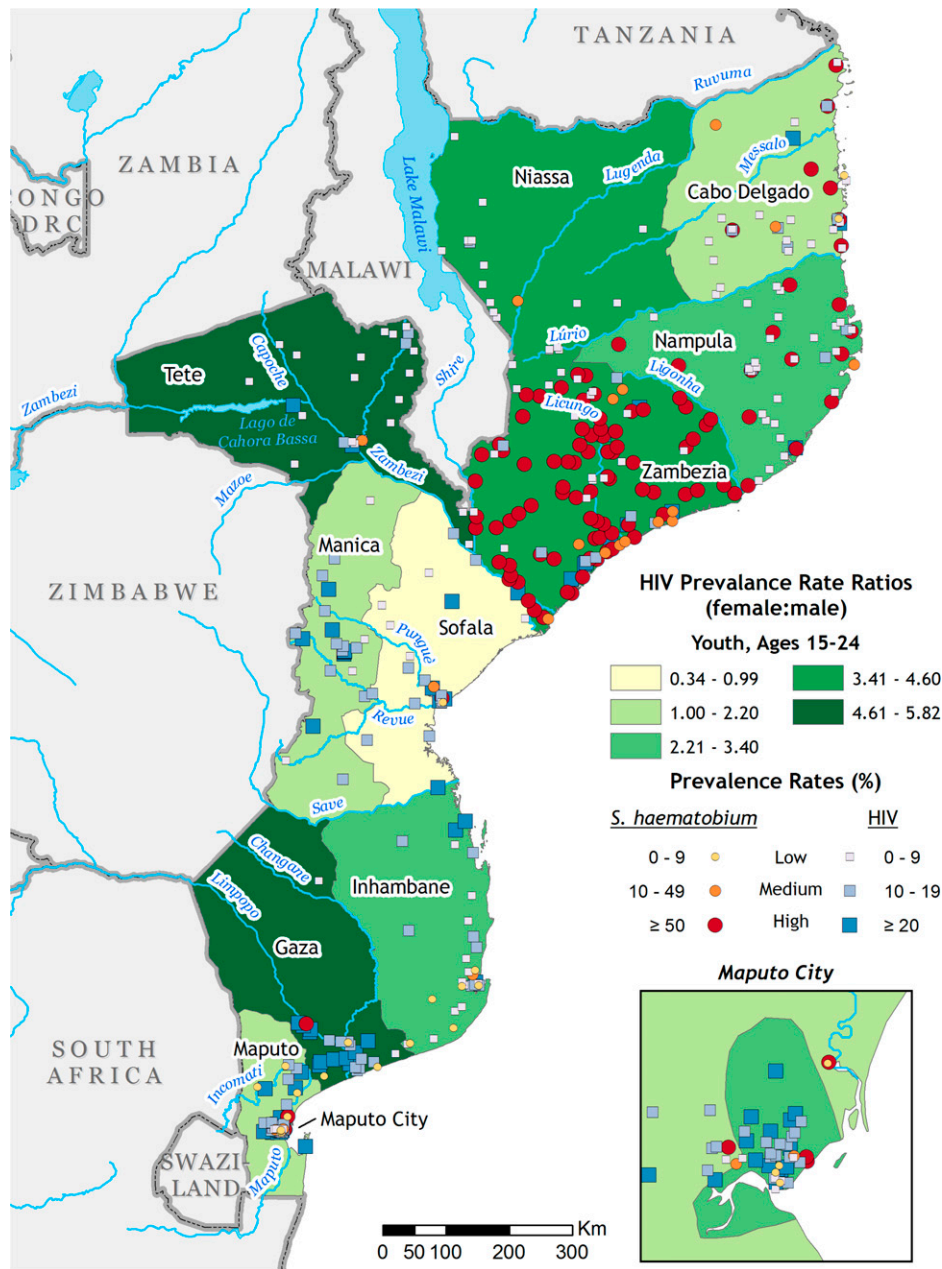 TANZANIA
Ruvuma
ZAMBIA
Lake Malawi
Niassa
Lugenda
Messalo
Cabo Delgado
ONGO
DRC
MALAWI
Tete
Capoche
Shire
Lúrio
Nampula
Ligonha
Zambezi
Lago de
Cahora Bassa
Licungo
Zambezi
Zambezia
Mazoe
Manica
ZIMBABWE
Sofala
Pungué
Revue
Save
Changane
Limpopo
Inhambane
Gaza
SOUTH
AFRICA
Maputo
Incomati
Maputo City
SWAZI-
LAND
Maputo
HIV Prevalance Rate Ratios
(female:male)
Youth, Ages 15-24
0.34 - 0.99 3.41 - 4.60
1.00 - 2.20 4.61 - 5.82
2.21 - 3.40
Prevalence Rates (%)
S. haematobium HIV
0 - 9 Low 0 - 9
10 - 49 Medium 10 - 19
≥ 50 High ≥ 20
Maputo City
Km
0 50 100 200 300